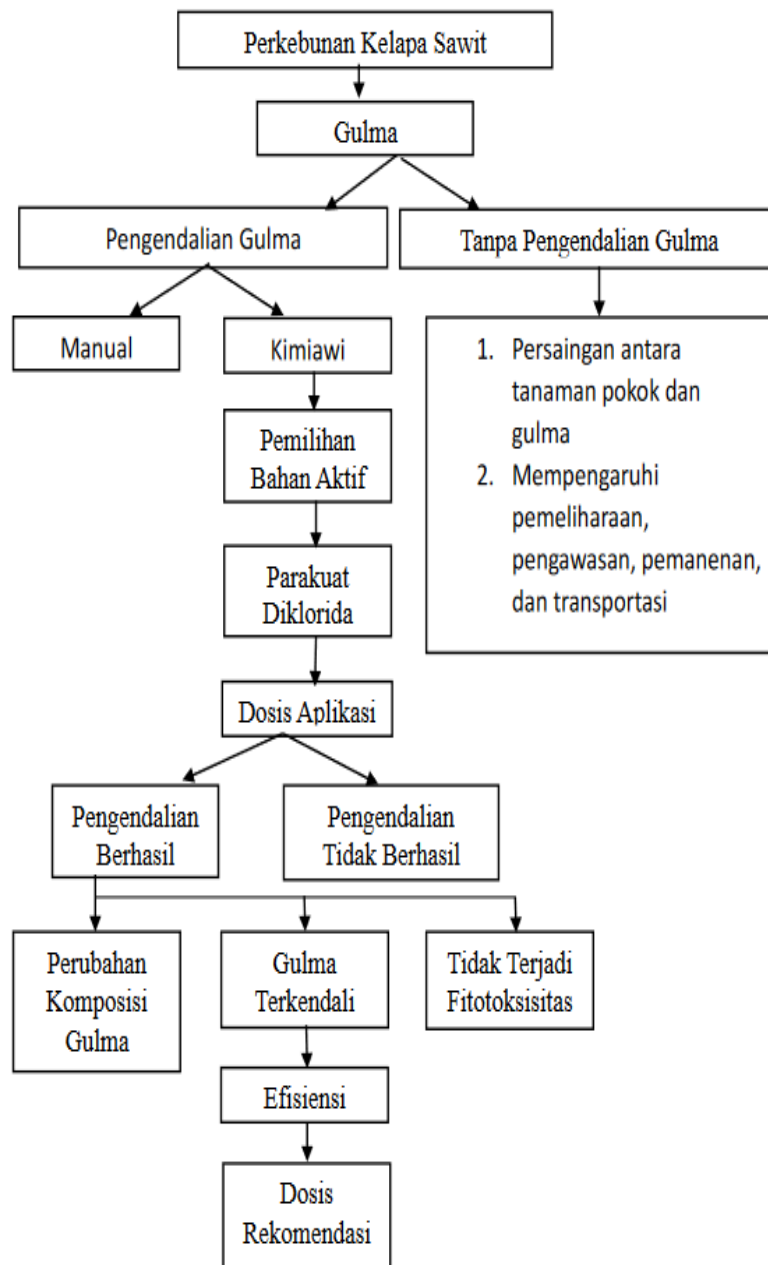 Perkebunan Kelapa Sawit
Gulma
Pengendalian Gulma
Tanpa Pengendalian Gulma
Manual
Kimiawi
1. Persaingan antara
tanaman pokok dan
gulma
2. Mempengaruhi
pemeliharaan,
pengawasan, pemanenan,
dan transportasi
Pemilihan
Bahan Aktif
Parakuat
Diklorida
Dosis Aplikasi
Pengendalian
Berhasil
Pengendalian
Tidak Berhasil
Perubahan
Komposisi
Gulma
Gulma
Terkendali
Tidak Terjadi
Fitotoksisitas
Efisiensi
Dosis
Rekomendasi